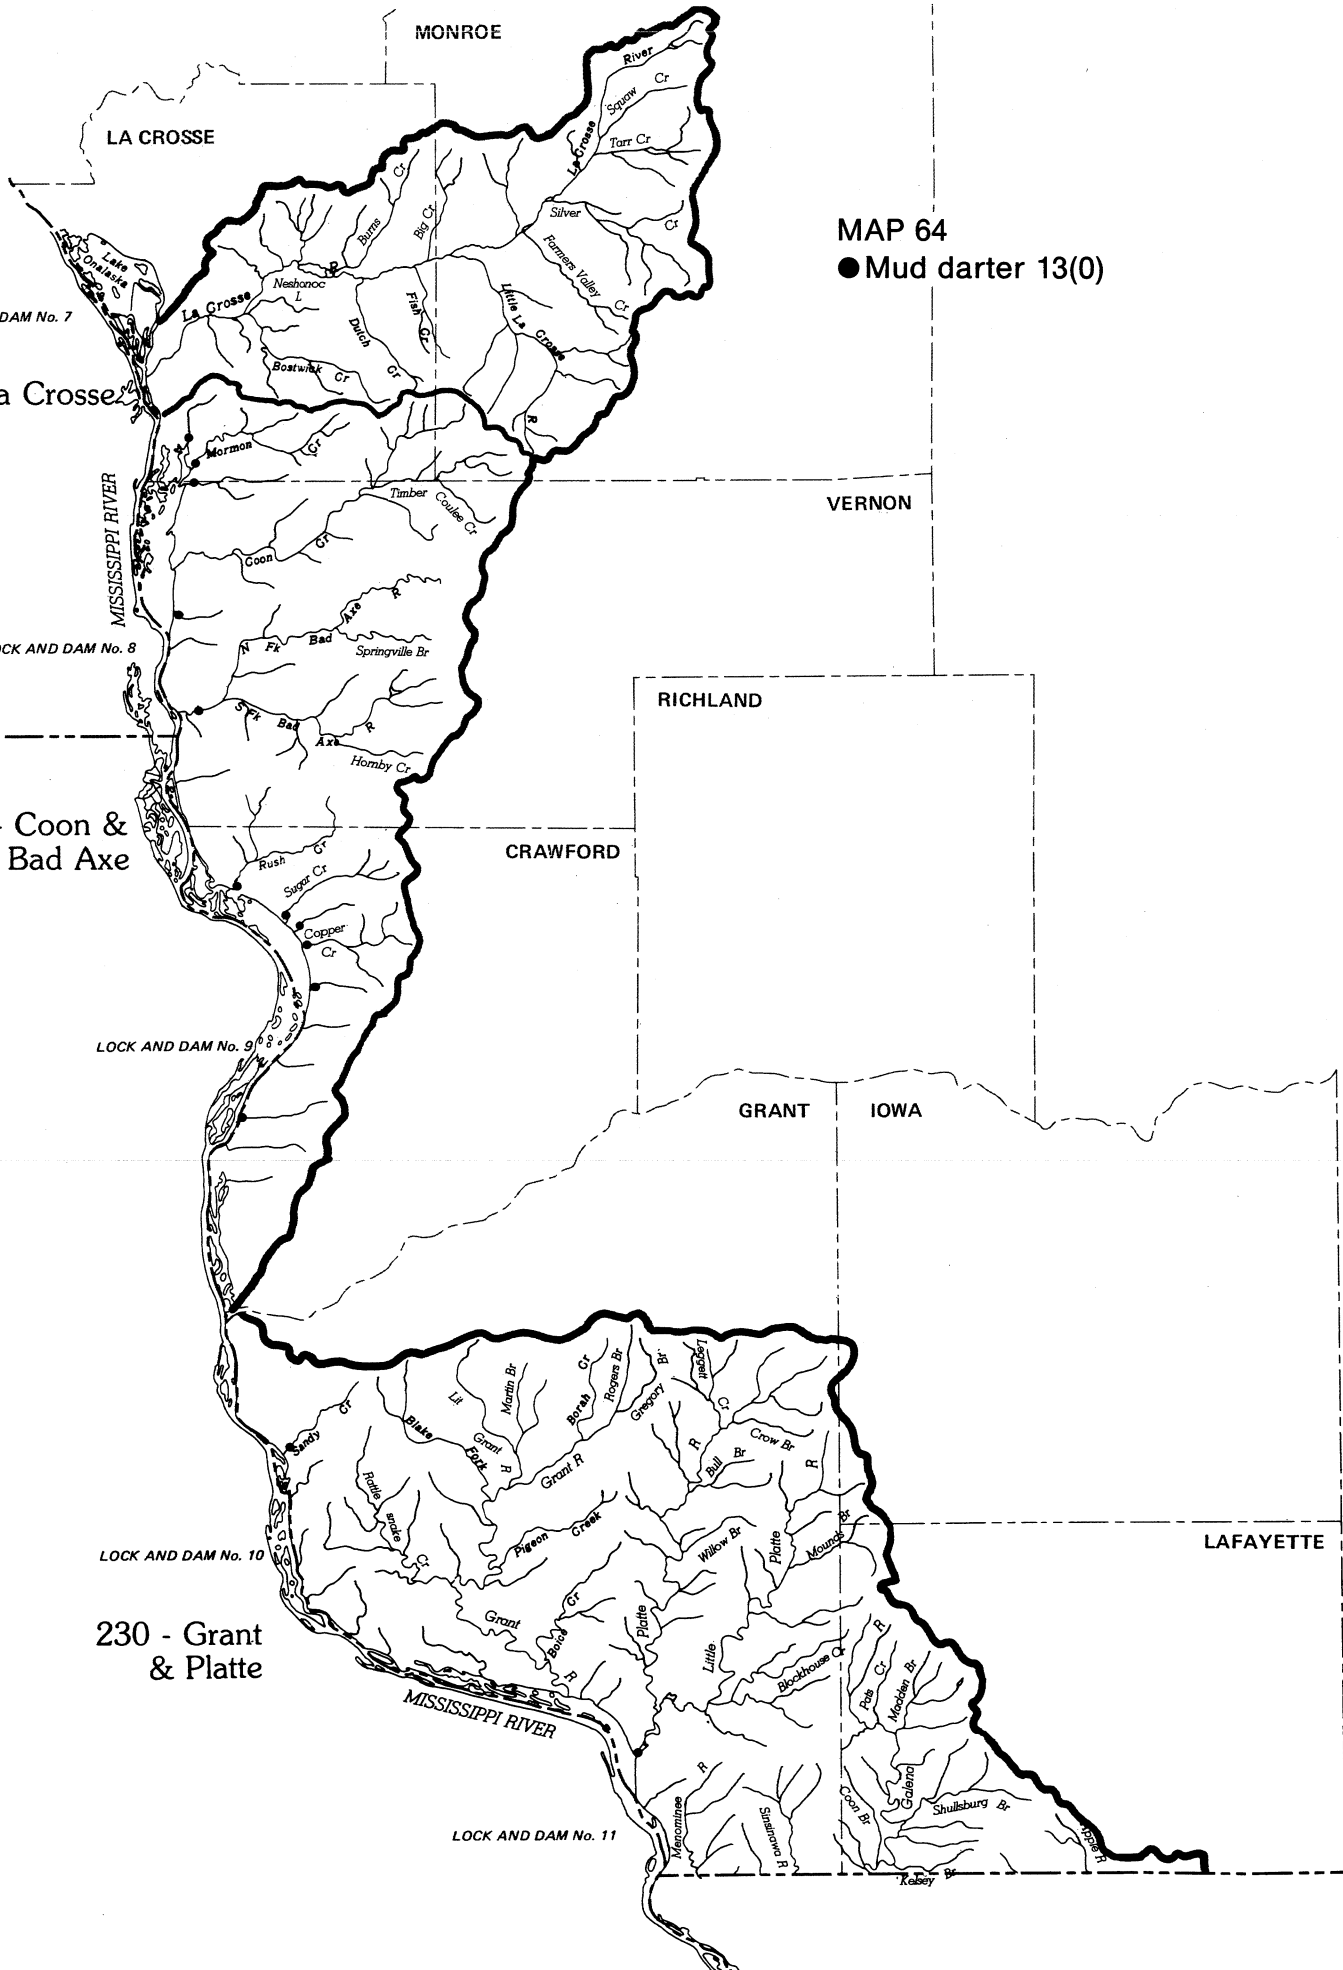 MONROE
LA CROSSE
MAP 64
Mud darter 13(0)
La Crosse River
Squaw Cr
Tarr Cr
Silver Cr
Farmers Valley Cr
Burns Cr
Big Cr
Lake
Onalaska
Neshonoc
L
La Crosse R
Fish Cr
Dutch Cr
Little La Crosse R
Bostwick Cr
DAM No. 7
a Crosse
Mormon Cr
VERNON
Timber Coulee Cr
MISSISSIPPI RIVER
Coon Cr
N Fk Bad Axe R
Springville Br
CK AND DAM No. 8
S Fk Bad Axe R
Hornby Cr
RICHLAND
- Coon &
Bad Axe
CRAWFORD
Rush Cr
Sugar Cr
Copper
Cr
LOCK AND DAM No. 9
GRANT
IOWA
Sandy Cr
Blake Fork
Lit Grant R
Martin Br
Borah Cr
Rogers Br
Gregory Br
Leggett Cr
Crow Br
Bull Br
Grant R
Rattle snake Cr
Pigeon Creek
Willow Br
Platte R
Mounds Br
LAFAYETTE
LOCK AND DAM No. 10
230 - Grant
& Platte
Grant R
Boice Cr
Platte R
Little
Blockhouse Cr
Pats Cr
Madden Br
MISSISSIPPI RIVER
Menominee R
Sinsinawa R
Coon Br
Galena R
Shullsburg Br
Apple R
LOCK AND DAM No. 11
Kelsey Br